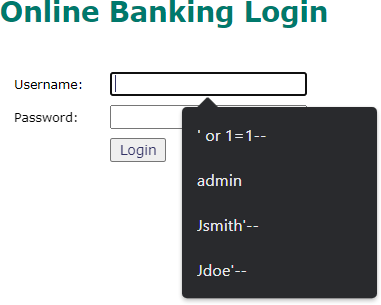 Online Banking Login
Username:
' or 1=1--
Password:
admin
Login
Jsmith'--
Jdoe'--